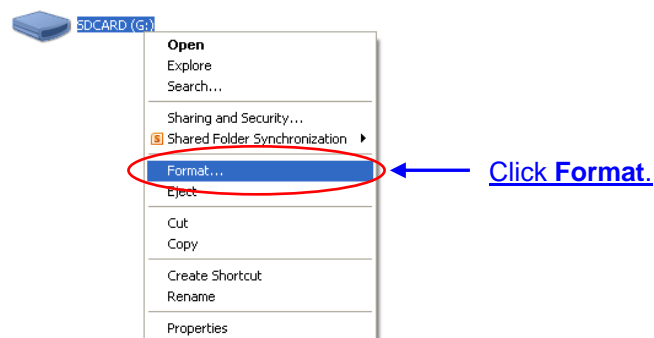 SDCARD (G:)
Open
Explore
Search...
Sharing and Security...
S Shared Folder Synchronization
Format...
Click Format.
Eject
Cut
Copy
Create Shortcut
Rename
Properties